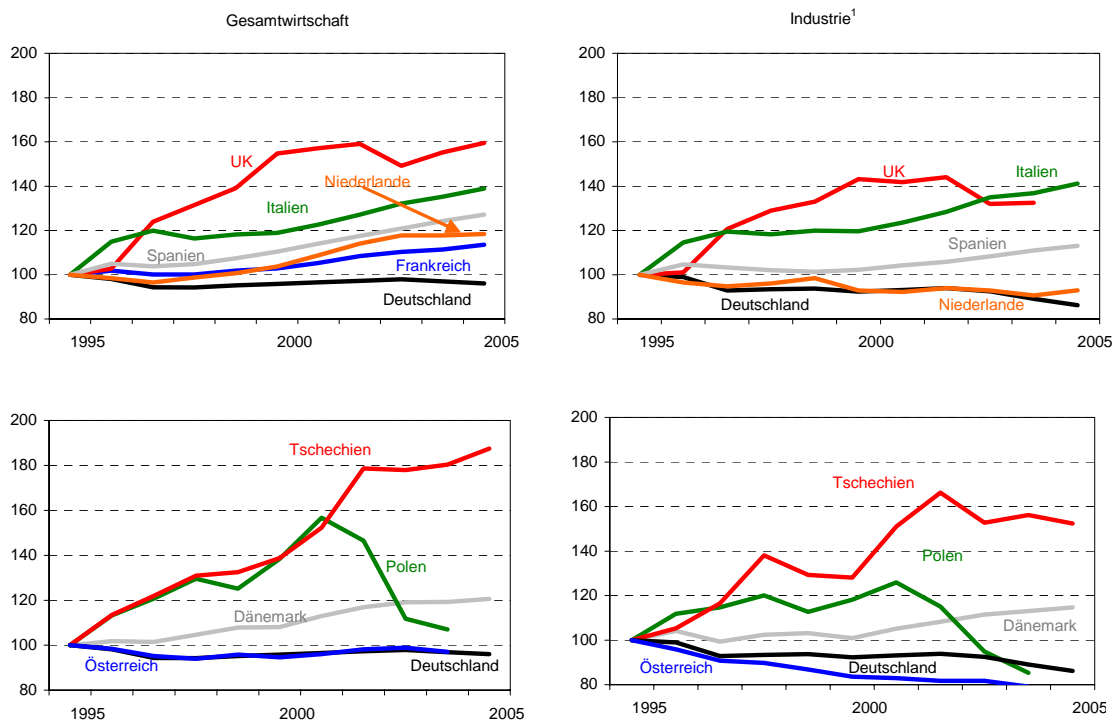 Gesamtwirtschaft
200
180
160
140
120
100
80
UK
Niederlande
Italien
Spanien
Frankreich
Deutschland
1995 2000 2005
Industrie¹
200
180
160
140
120
100
80
UK
Italien
Spanien
Deutschland
Niederlande
1995 2000 2005
200
180
160
140
120
100
80
Tschechien
Polen
Dänemark
Österreich
Deutschland
1995 2000 2005
200
180
160
140
120
100
80
Tschechien
Polen
Dänemark
Österreich
Deutschland
1995 2000 2005